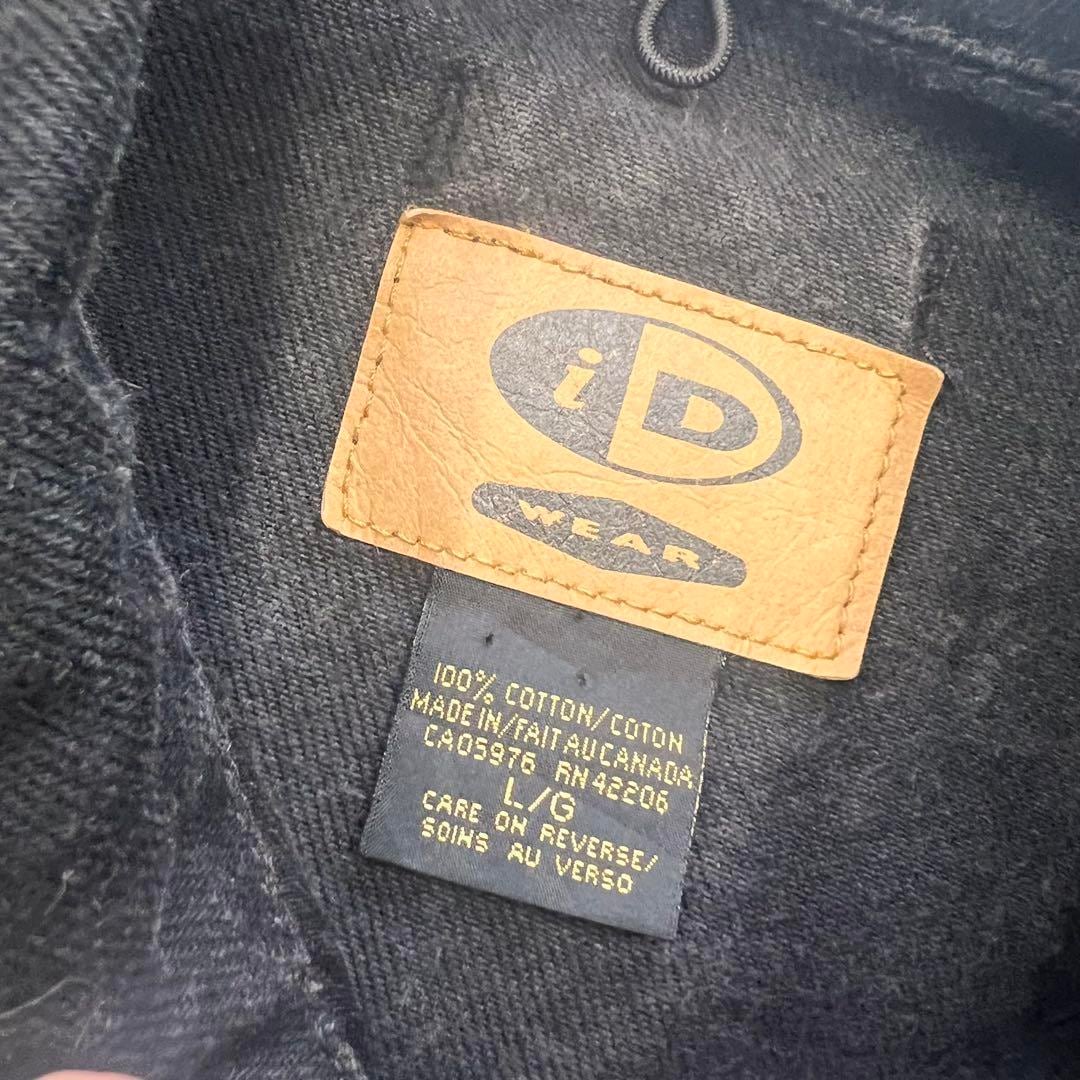 iD
WEAR
100% COTTON/COTON
MADE IN/FAIT AU CANADA
CA05976 RN42206
L/G
CARE ON REVERSE/
SOINS AU VERSO